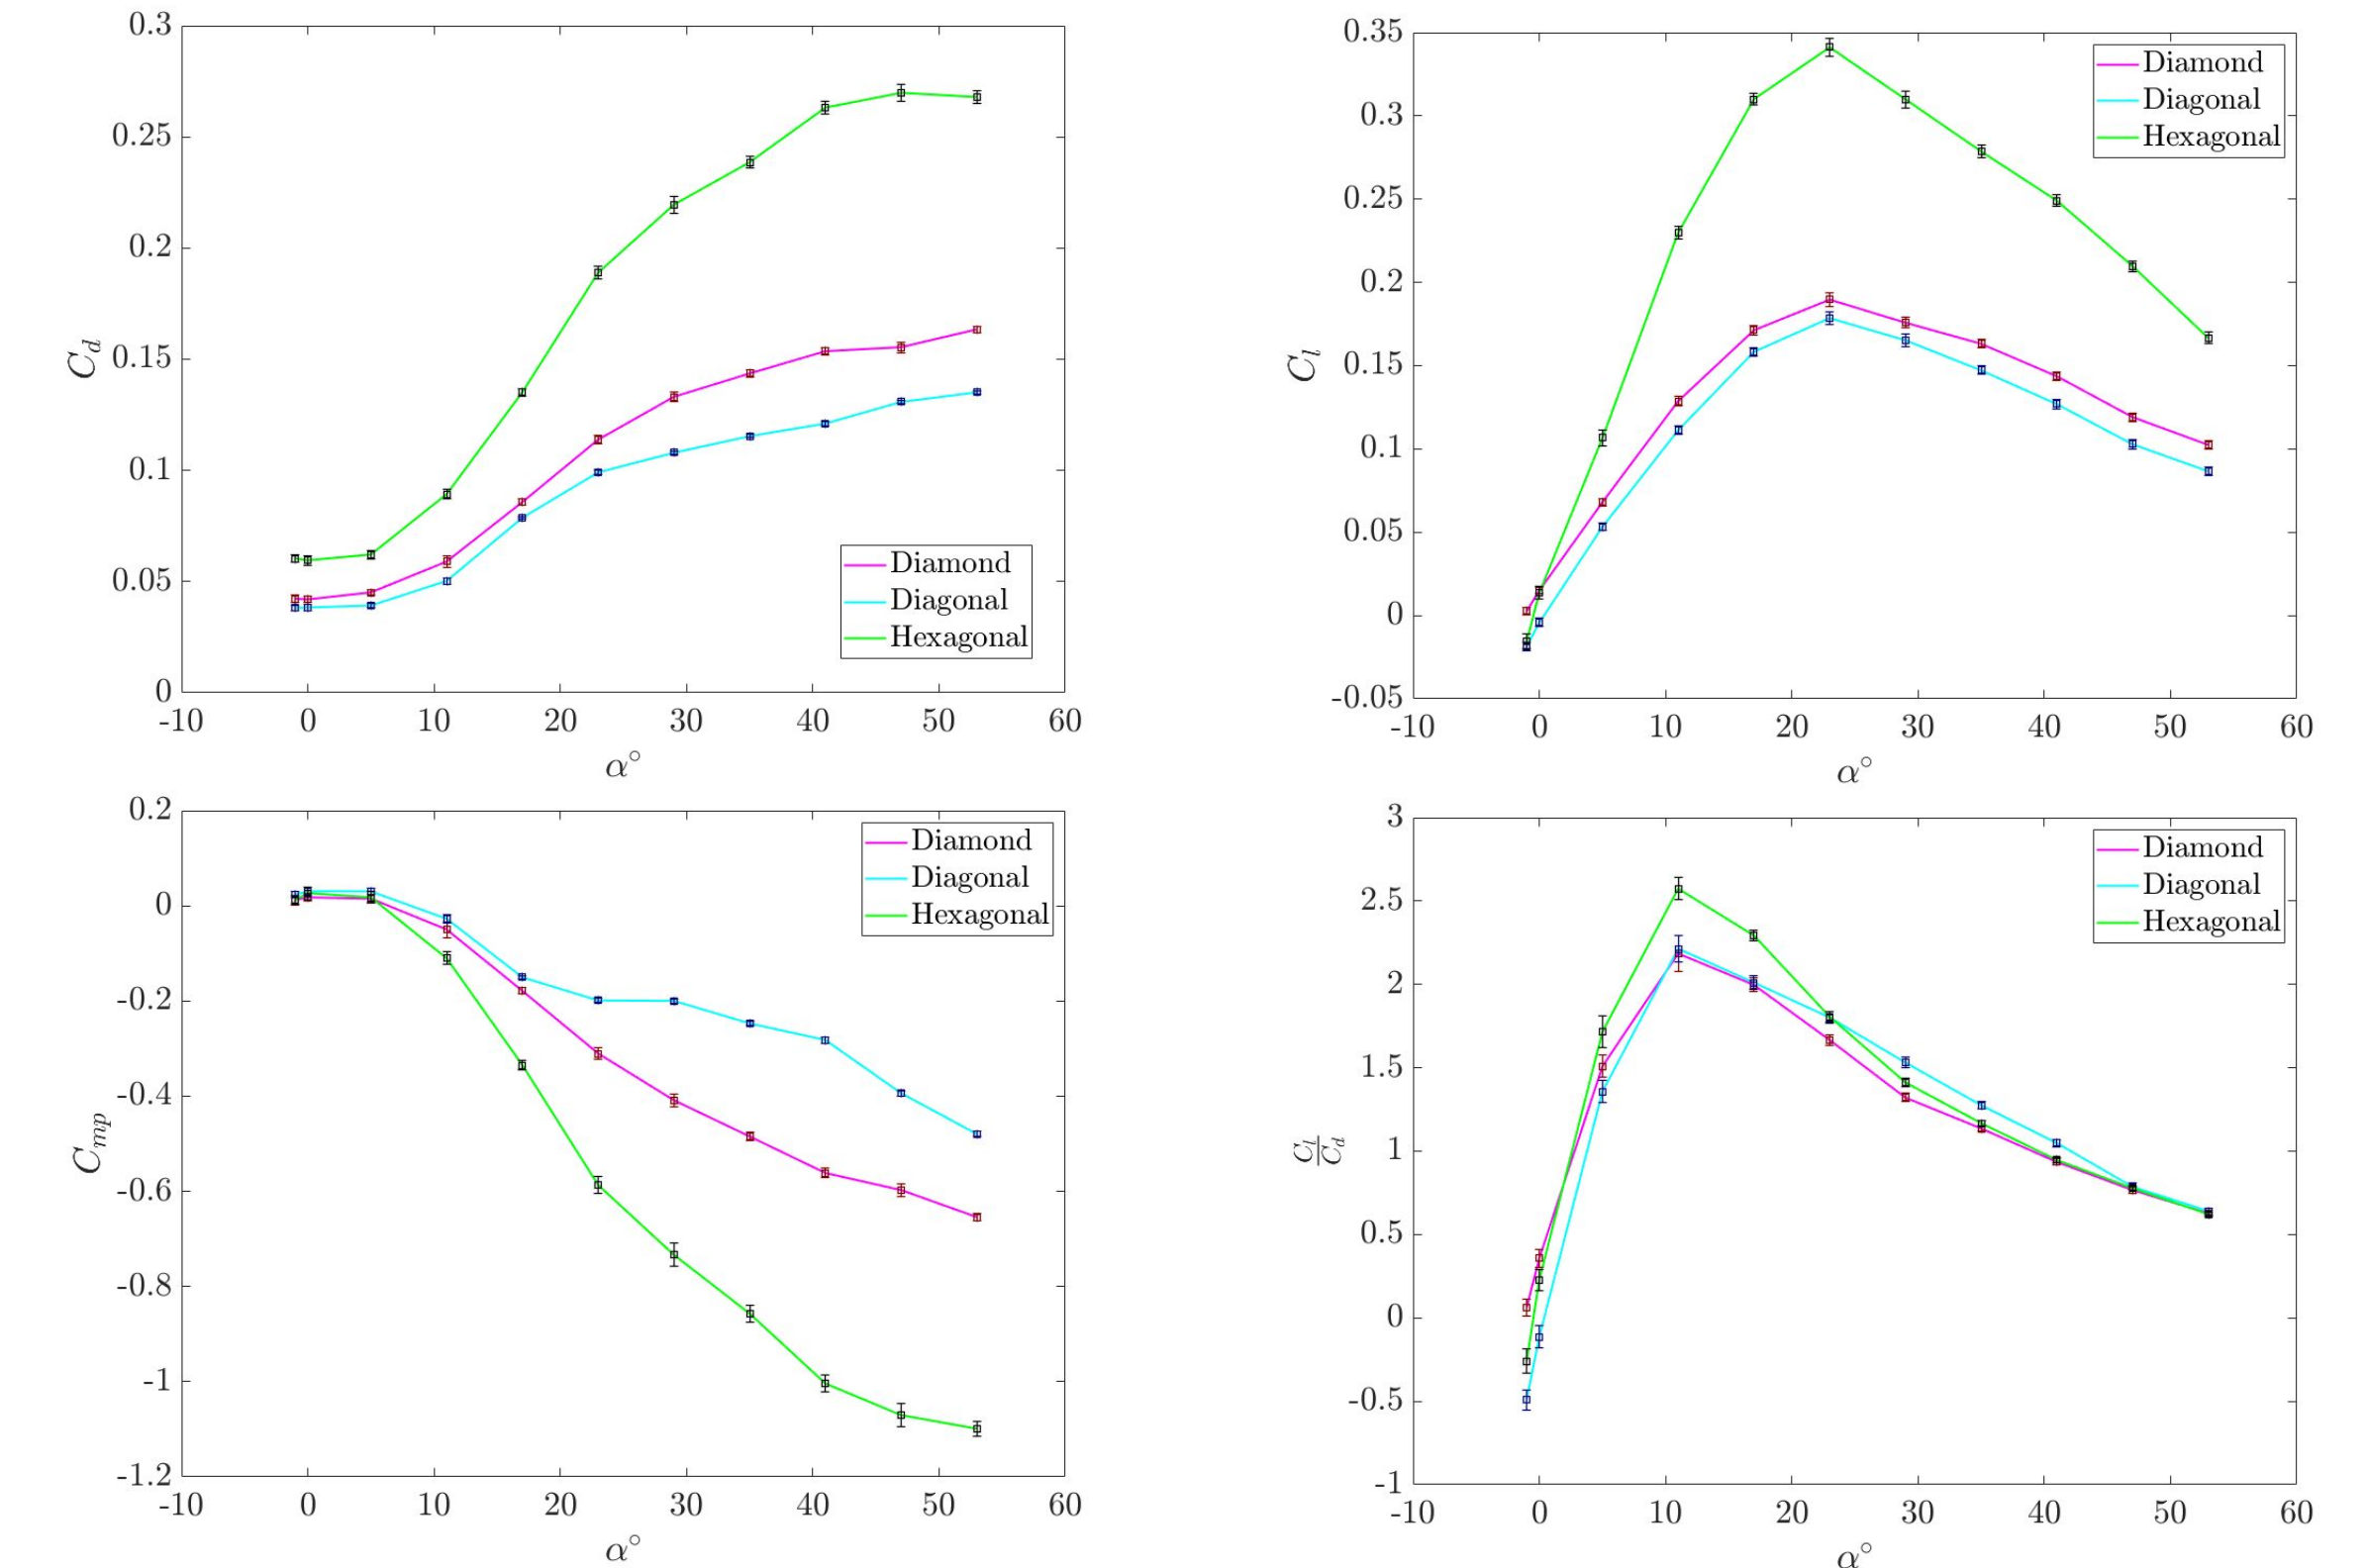 0.3
0.25
0.2
0.15
0.1
0.05
0
-10 0 10 20 30 40 50 60
C_d
α°
Diamond
Diagonal
Hexagonal
0.35
0.3
0.25
0.2
0.15
0.1
0.05
0
-0.05
-10 0 10 20 30 40 50 60
C_l
α°
Diamond
Diagonal
Hexagonal
0.2
0
-0.2
-0.4
-0.6
-0.8
-1
-1.2
-10 0 10 20 30 40 50 60
C_mp
α°
Diamond
Diagonal
Hexagonal
3
2.5
2
1.5
1
0.5
0
-0.5
-1
-10 0 10 20 30 40 50 60
C_l
C_d
α°
Diamond
Diagonal
Hexagonal